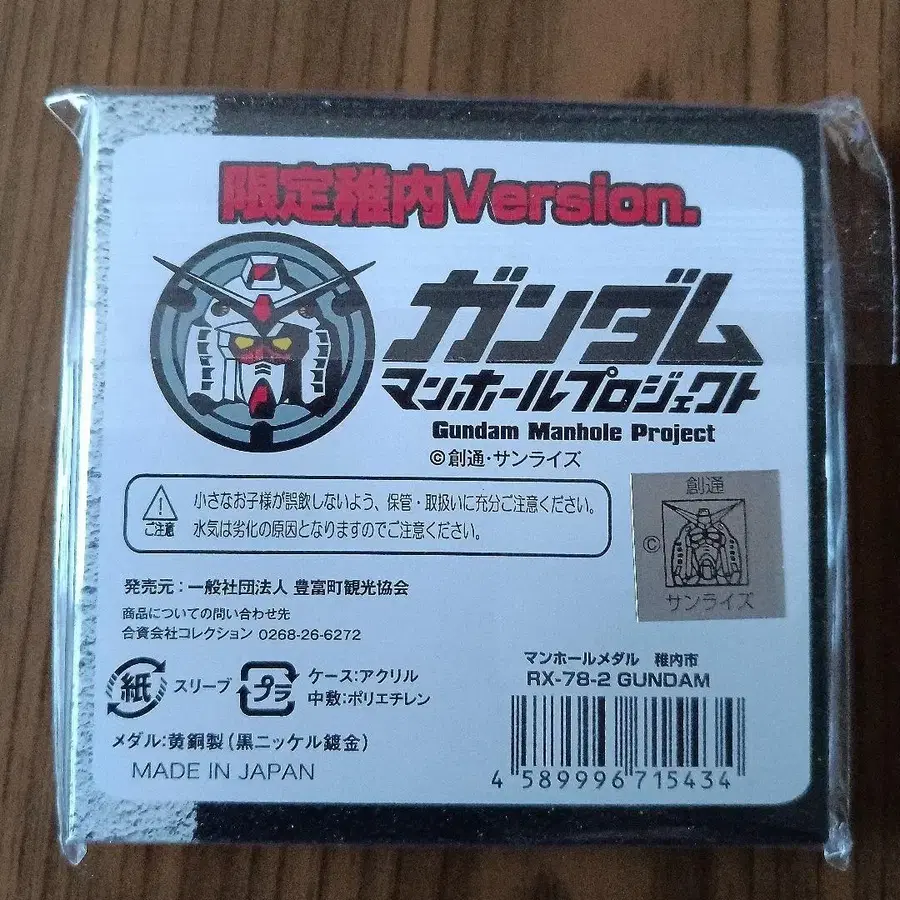 限定稚内Version.
ガンダム
マンホールプロジェクト
Gundam Manhole Project
©創通・サンライズ
小さなお子様が誤飲しないよう、保管・取扱いに充分ご注意ください。
ご注意
水気は劣化の原因となりますのでご注意ください。
創通
©
サンライズ
発売元：一般社団法人 豊富町観光協会
商品についての問い合わせ先
合資会社コレクション 0268-26-6272
紙 スリーブ
プラ ケース:アクリル
中敷:ポリエチレン
メダル:黄銅製(黒ニッケル鍍金)
MADE IN JAPAN
マンホールメダル 稚内市
RX-78-2 GUNDAM
4 589996 715434